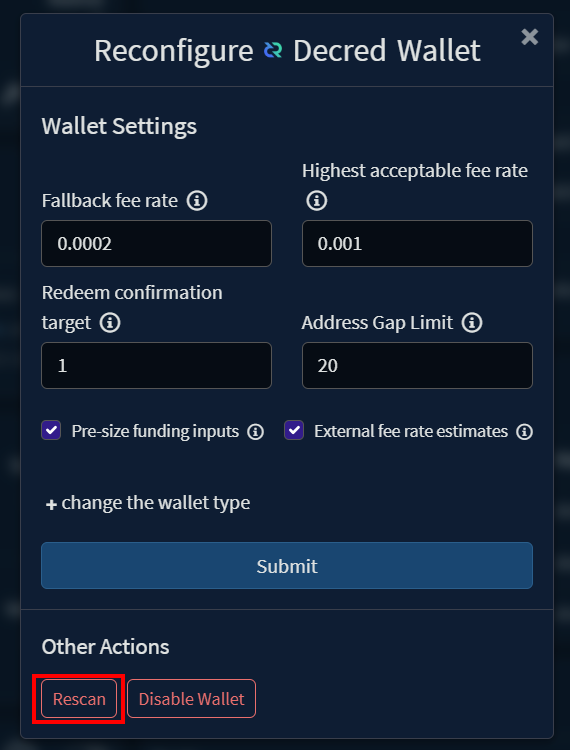 Reconfigure Decred Wallet
Wallet Settings
Fallback fee rate
Highest acceptable fee rate
0.0002
0.001
Redeem confirmation
target
Address Gap Limit
1
20
Pre-size funding inputs
External fee rate estimates
+ change the wallet type
Submit
Other Actions
Rescan
Disable Wallet